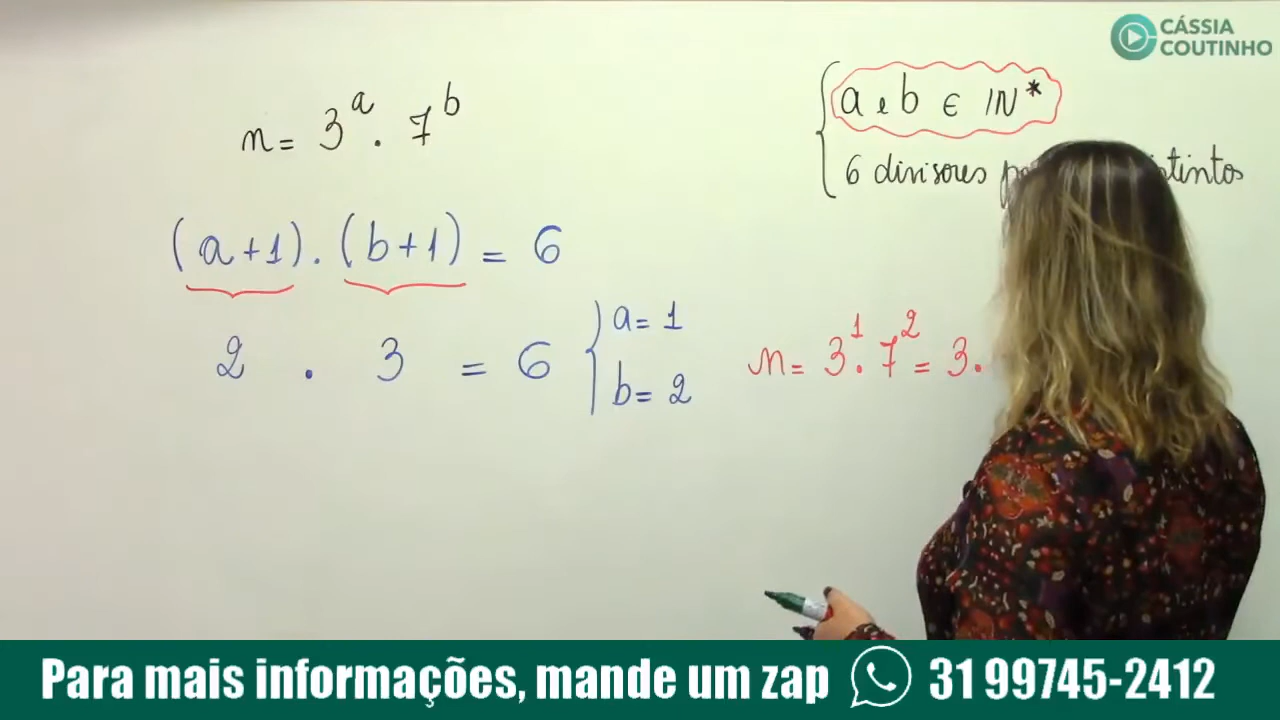 CÁSSIA
COUTINHO
n = 3^a . 7^b
a e b ∈ IN*
6 divisores
(a+1) . (b+1) = 6
2 . 3 = 6
a = 1
b = 2
n = 3^1 . 7^2 = 3.
Para mais informações, mande um zap 31 99745-2412